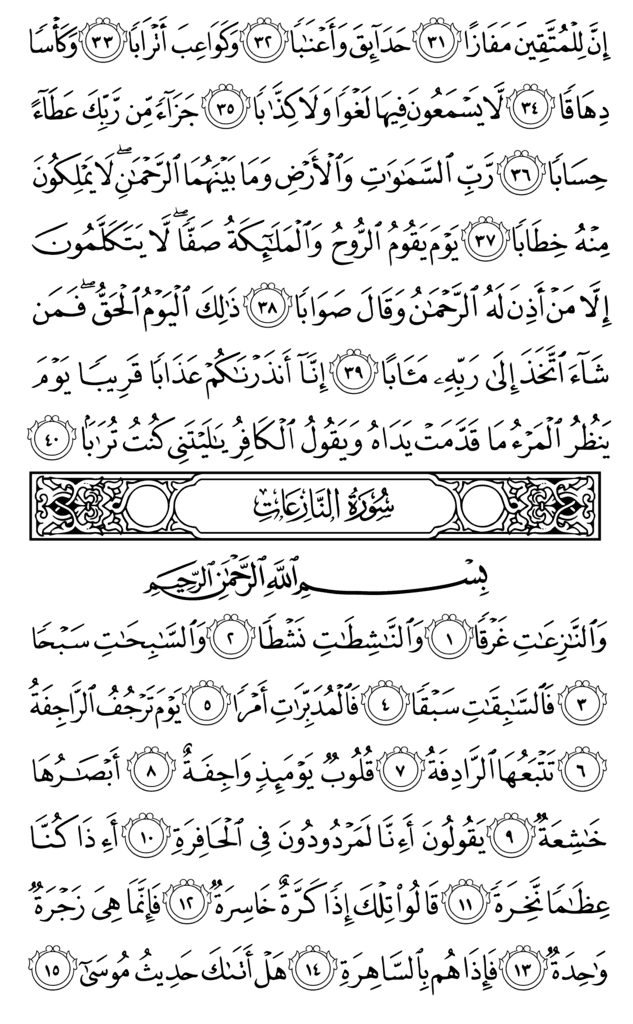 إِنَّ لِلْمُتَّقِينَ مَفَازًا ٣١ حَدَآئِقَ وَأَعْنَٰبًا ٣٢ وَكَوَاعِبَ أَتْرَابًا ٣٣ وَكَأْسًا
دِهَاقًا ٣٤ لَّا يَسْمَعُونَ فِيهَا لَغْوًا وَلَا كِذَّٰبًا ٣٥ جَزَآءً مِّن رَّبِّكَ عَطَآءً
حِسَابًا ٣٦ رَّبِّ ٱلسَّمَٰوَٰتِ وَٱلْأَرْضِ وَمَا بَيْنَهُمَا ٱلرَّحْمَٰنِۖ لَا يَمْلِكُونَ
مِنْهُ خِطَابًا ٣٧ يَوْمَ يَقُومُ ٱلرُّوحُ وَٱلْمَلَٰٓئِكَةُ صَفًّاۖ لَّا يَتَكَلَّمُونَ
إِلَّا مَنْ أَذِنَ لَهُ ٱلرَّحْمَٰنُ وَقَالَ صَوَابًا ٣٨ ذَٰلِكَ ٱلْيَوْمُ ٱلْحَقُّۖ فَمَن
شَآءَ ٱتَّخَذَ إِلَىٰ رَبِّهِۦ مَـَٔابًا ٣٩ إِنَّآ أَنذَرْنَٰكُمْ عَذَابًا قَرِيبًا يَوْمَ
يَنظُرُ ٱلْمَرْءُ مَا قَدَّمَتْ يَدَاهُ وَيَقُولُ ٱلْكَافِرُ يَٰلَيْتَنِى كُنتُ تُرَٰبًۢا ٤٠
سُورَةُ النَّازِعَاتِ
بِسْمِ ٱللَّهِ ٱلرَّحْمَٰنِ ٱلرَّحِيمِ
وَٱلنَّٰزِعَٰتِ غَرْقًا ١ وَٱلنَّٰشِطَٰتِ نَشْطًا ٢ وَٱلسَّٰبِحَٰتِ سَبْحًا
٣ فَٱلسَّٰبِقَٰتِ سَبْقًا ٤ فَٱلْمُدَبِّرَٰتِ أَمْرًا ٥ يَوْمَ تَرْجُفُ ٱلرَّاجِفَةُ
٦ تَتْبَعُهَا ٱلرَّادِفَةُ ٧ قُلُوبٌ يَوْمَئِذٍ وَاجِفَةٌ ٨ أَبْصَٰرُهَا
خَٰشِعَةٌ ٩ يَقُولُونَ أَءِنَّا لَمَرْدُودُونَ فِى ٱلْحَافِرَةِ ١٠ أَءِذَا كُنَّا
عِظَٰمًا نَّخِرَةً ١١ قَالُوا۟ تِلْكَ إِذًا كَرَّةٌ خَاسِرَةٌ ١٢ فَإِنَّمَا هِىَ زَجْرَةٌ
وَٰحِدَةٌ ١٣ فَإِذَا هُم بِٱلسَّاهِرَةِ ١٤ هَلْ أَتَىٰكَ حَدِيثُ مُوسَىٰٓ ١٥